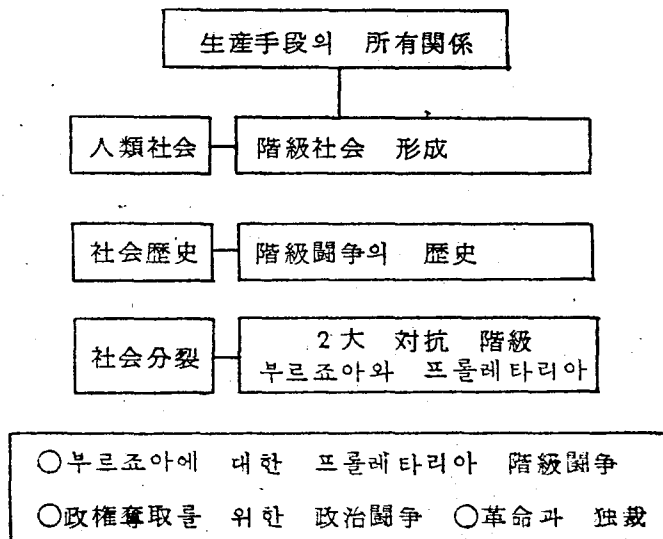 生産手段의 所有関係
人類社会 階級社会 形成
社会歴史 階級闘争의 歴史
社会分裂 2大 対抗 階級
부르죠아와 프롤레타리아
○부르죠아에 대한 프롤레타리아 階級闘争
○政権奪取를 위한 政治闘争 ○革命과 独裁